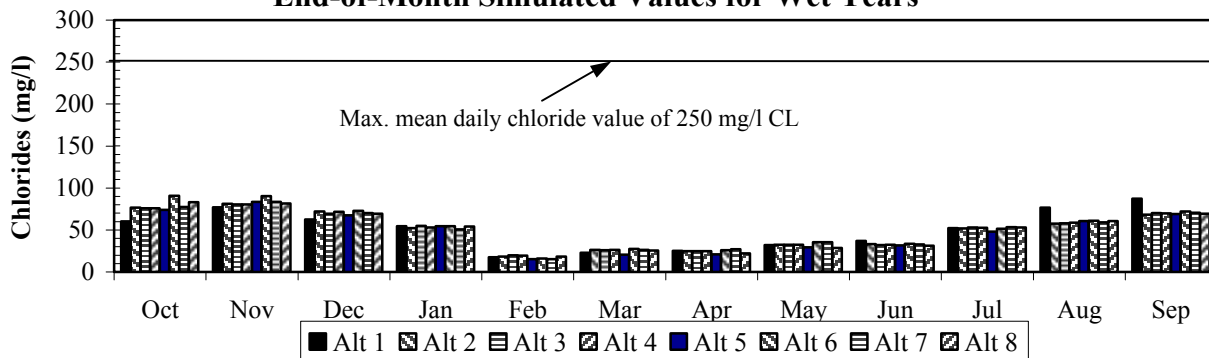 End-of-Month Simulated Values for Wet Years
Chlorides (mg/l)
300
250
200
150
100
50
0
Max. mean daily chloride value of 250 mg/l CL
Oct Nov Dec Jan Feb Mar Apr May Jun Jul Aug Sep
Alt 1 Alt 2 Alt 3 Alt 4 Alt 5 Alt 6 Alt 7 Alt 8